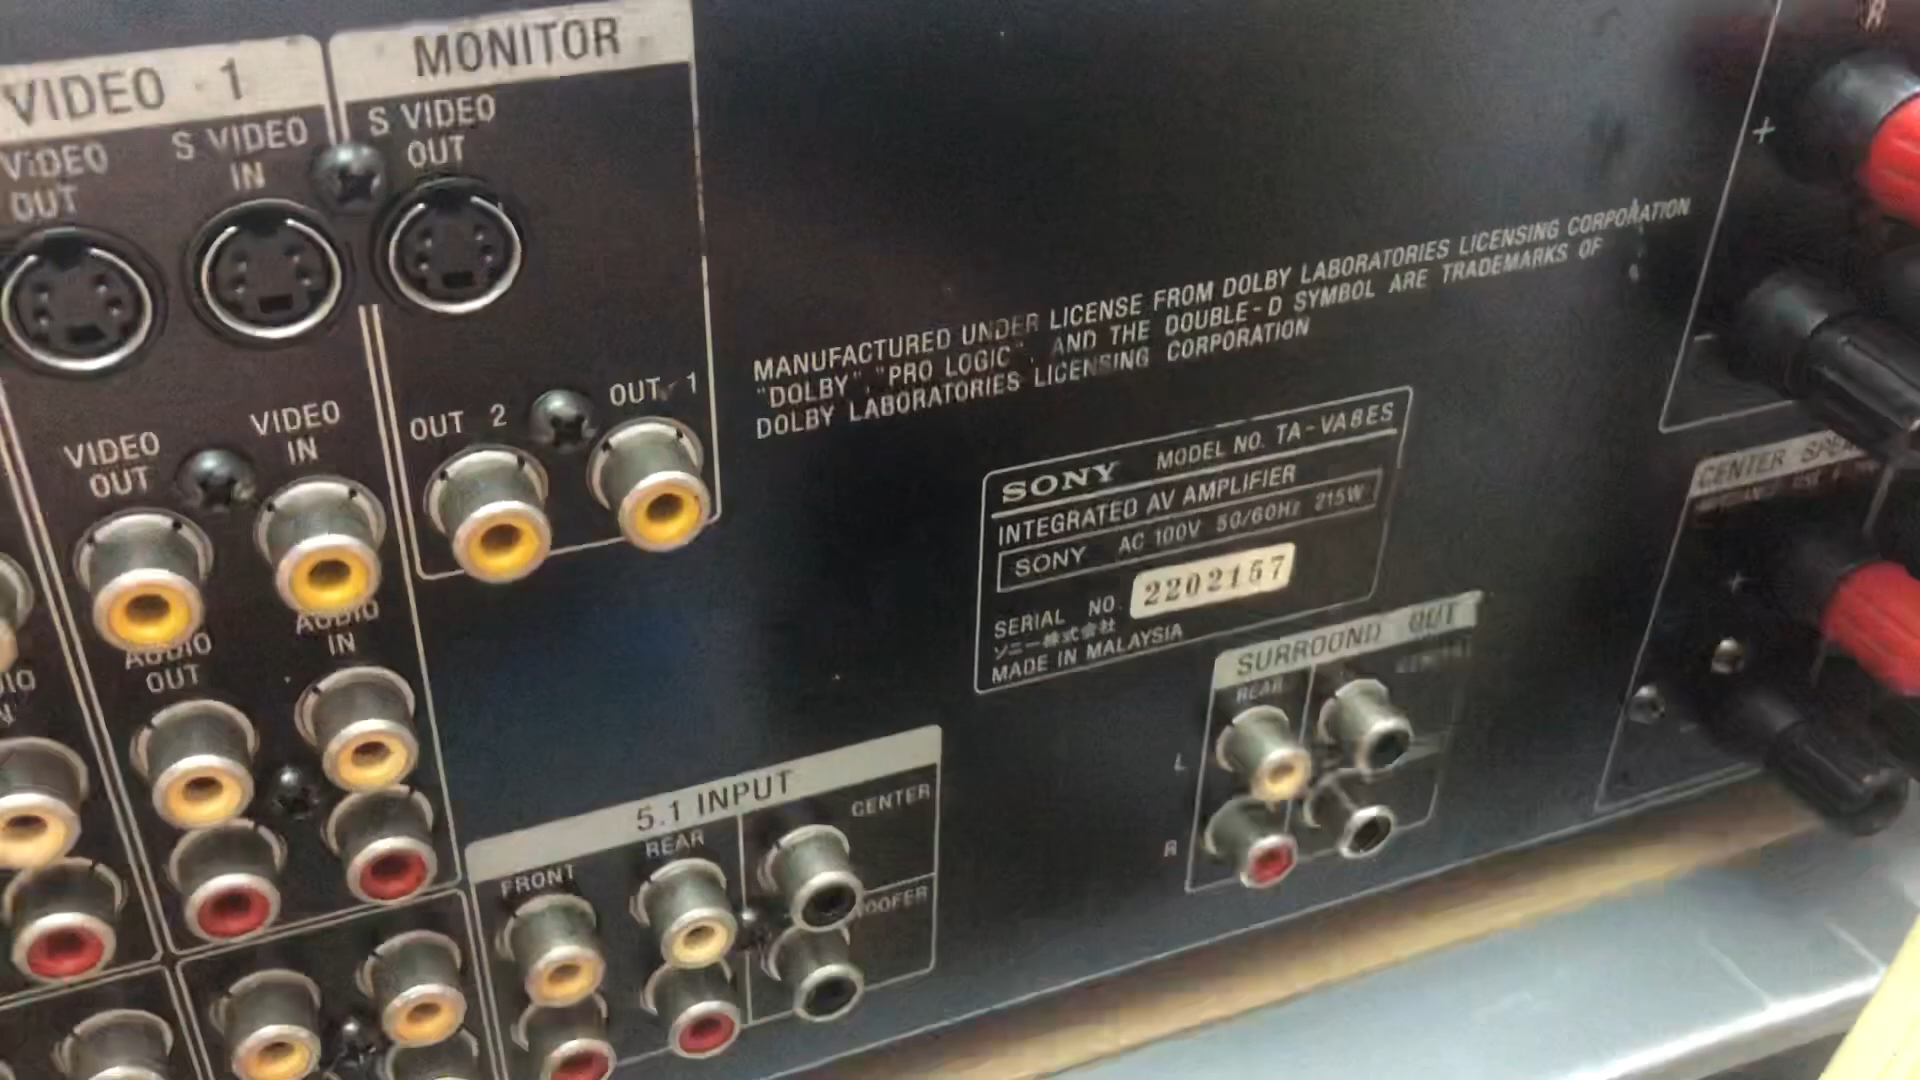 VIDEO 1
MONITOR
VIDEO
OUT
S VIDEO
IN
S VIDEO
OUT
VIDEO
OUT
VIDEO
IN
OUT 2
OUT 1
AUDIO
OUT
AUDIO
IN
MANUFACTURED UNDER LICENSE FROM DOLBY LABORATORIES LICENSING CORPORATION
"DOLBY", "PRO LOGIC", AND THE DOUBLE-D SYMBOL ARE TRADEMARKS OF
DOLBY LABORATORIES LICENSING CORPORATION
SONY MODEL NO. TA-VA8ES
INTEGRATED AV AMPLIFIER
SONY AC 100V 50/60Hz 215W
SERIAL NO. 2202157
ソニー株式会社
MADE IN MALAYSIA
SURROUND OUT
REAR
L
R
5.1 INPUT
FRONT
REAR
CENTER
WOOFER
CENTER
R
+
-
+
-